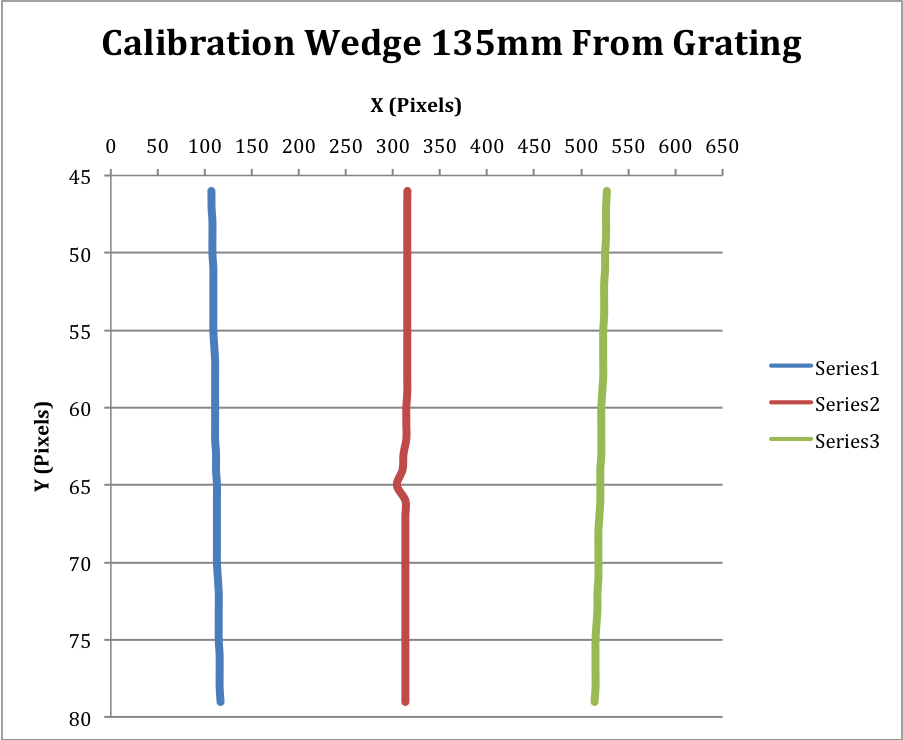 Calibration Wedge 135mm From Grating
X (Pixels)
0 50 100 150 200 250 300 350 400 450 500 550 600 650
45
50
55
60
65
70
75
80
Y (Pixels)
Series1
Series2
Series3